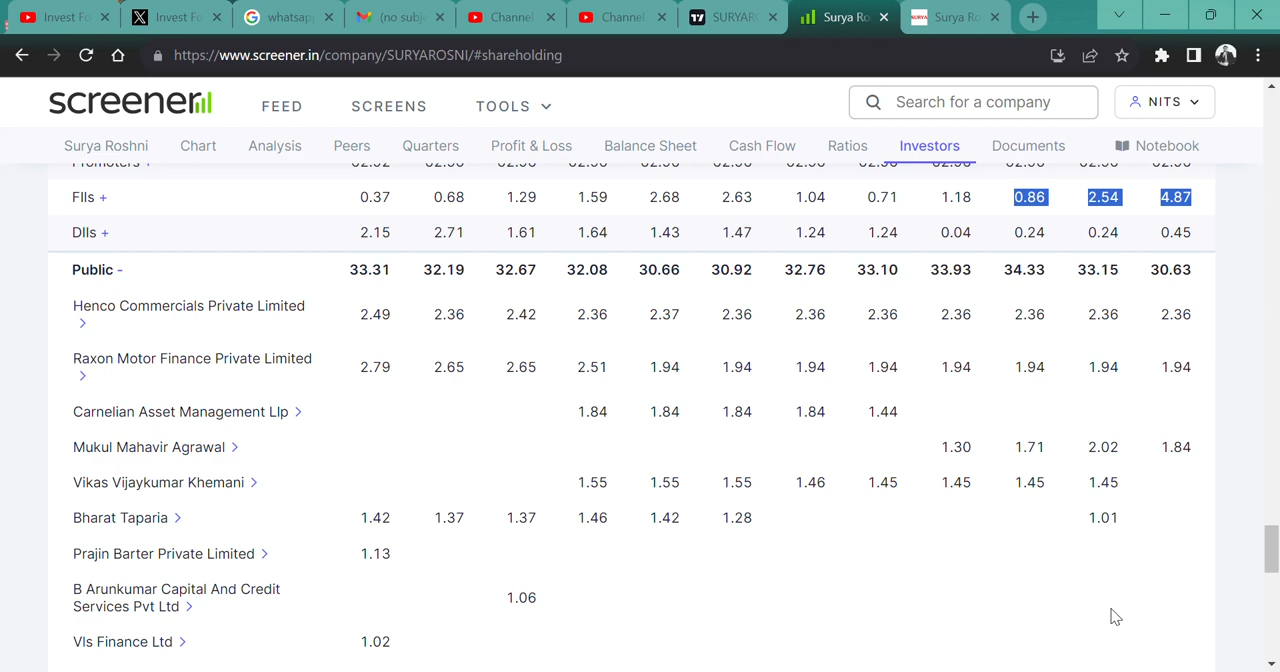 Invest Fo
Invest Fo
whatsapp
(no subje
Channel
Channel
SURYAR
Surya Ro
SURYA
Surya Ro
https://www.screener.in/company/SURYAROSNI/#shareholding
screener
FEED
SCREENS
TOOLS
Search for a company
NITS
Surya Roshni Chart Analysis Peers Quarters Profit & Loss Balance Sheet Cash Flow Ratios Investors Documents Notebook
FIIs + 0.37 0.68 1.29 1.59 2.68 2.63 1.04 0.71 1.18 0.86 2.54 4.87
DIIs + 2.15 2.71 1.61 1.64 1.43 1.47 1.24 1.24 0.04 0.24 0.24 0.45
Public - 33.31 32.19 32.67 32.08 30.66 30.92 32.76 33.10 33.93 34.33 33.15 30.63
Henco Commercials Private Limited > 2.49 2.36 2.42 2.36 2.37 2.36 2.36 2.36 2.36 2.36 2.36 2.36
Raxon Motor Finance Private Limited > 2.79 2.65 2.65 2.51 1.94 1.94 1.94 1.94 1.94 1.94 1.94 1.94
Carnelian Asset Management Llp > 1.84 1.84 1.84 1.84 1.44
Mukul Mahavir Agrawal > 1.30 1.71 2.02 1.84
Vikas Vijaykumar Khemani > 1.55 1.55 1.55 1.46 1.45 1.45 1.45 1.45
Bharat Taparia > 1.42 1.37 1.37 1.46 1.42 1.28 1.01
Prajin Barter Private Limited > 1.13
B Arunkumar Capital And Credit
Services Pvt Ltd > 1.06
Vls Finance Ltd > 1.02